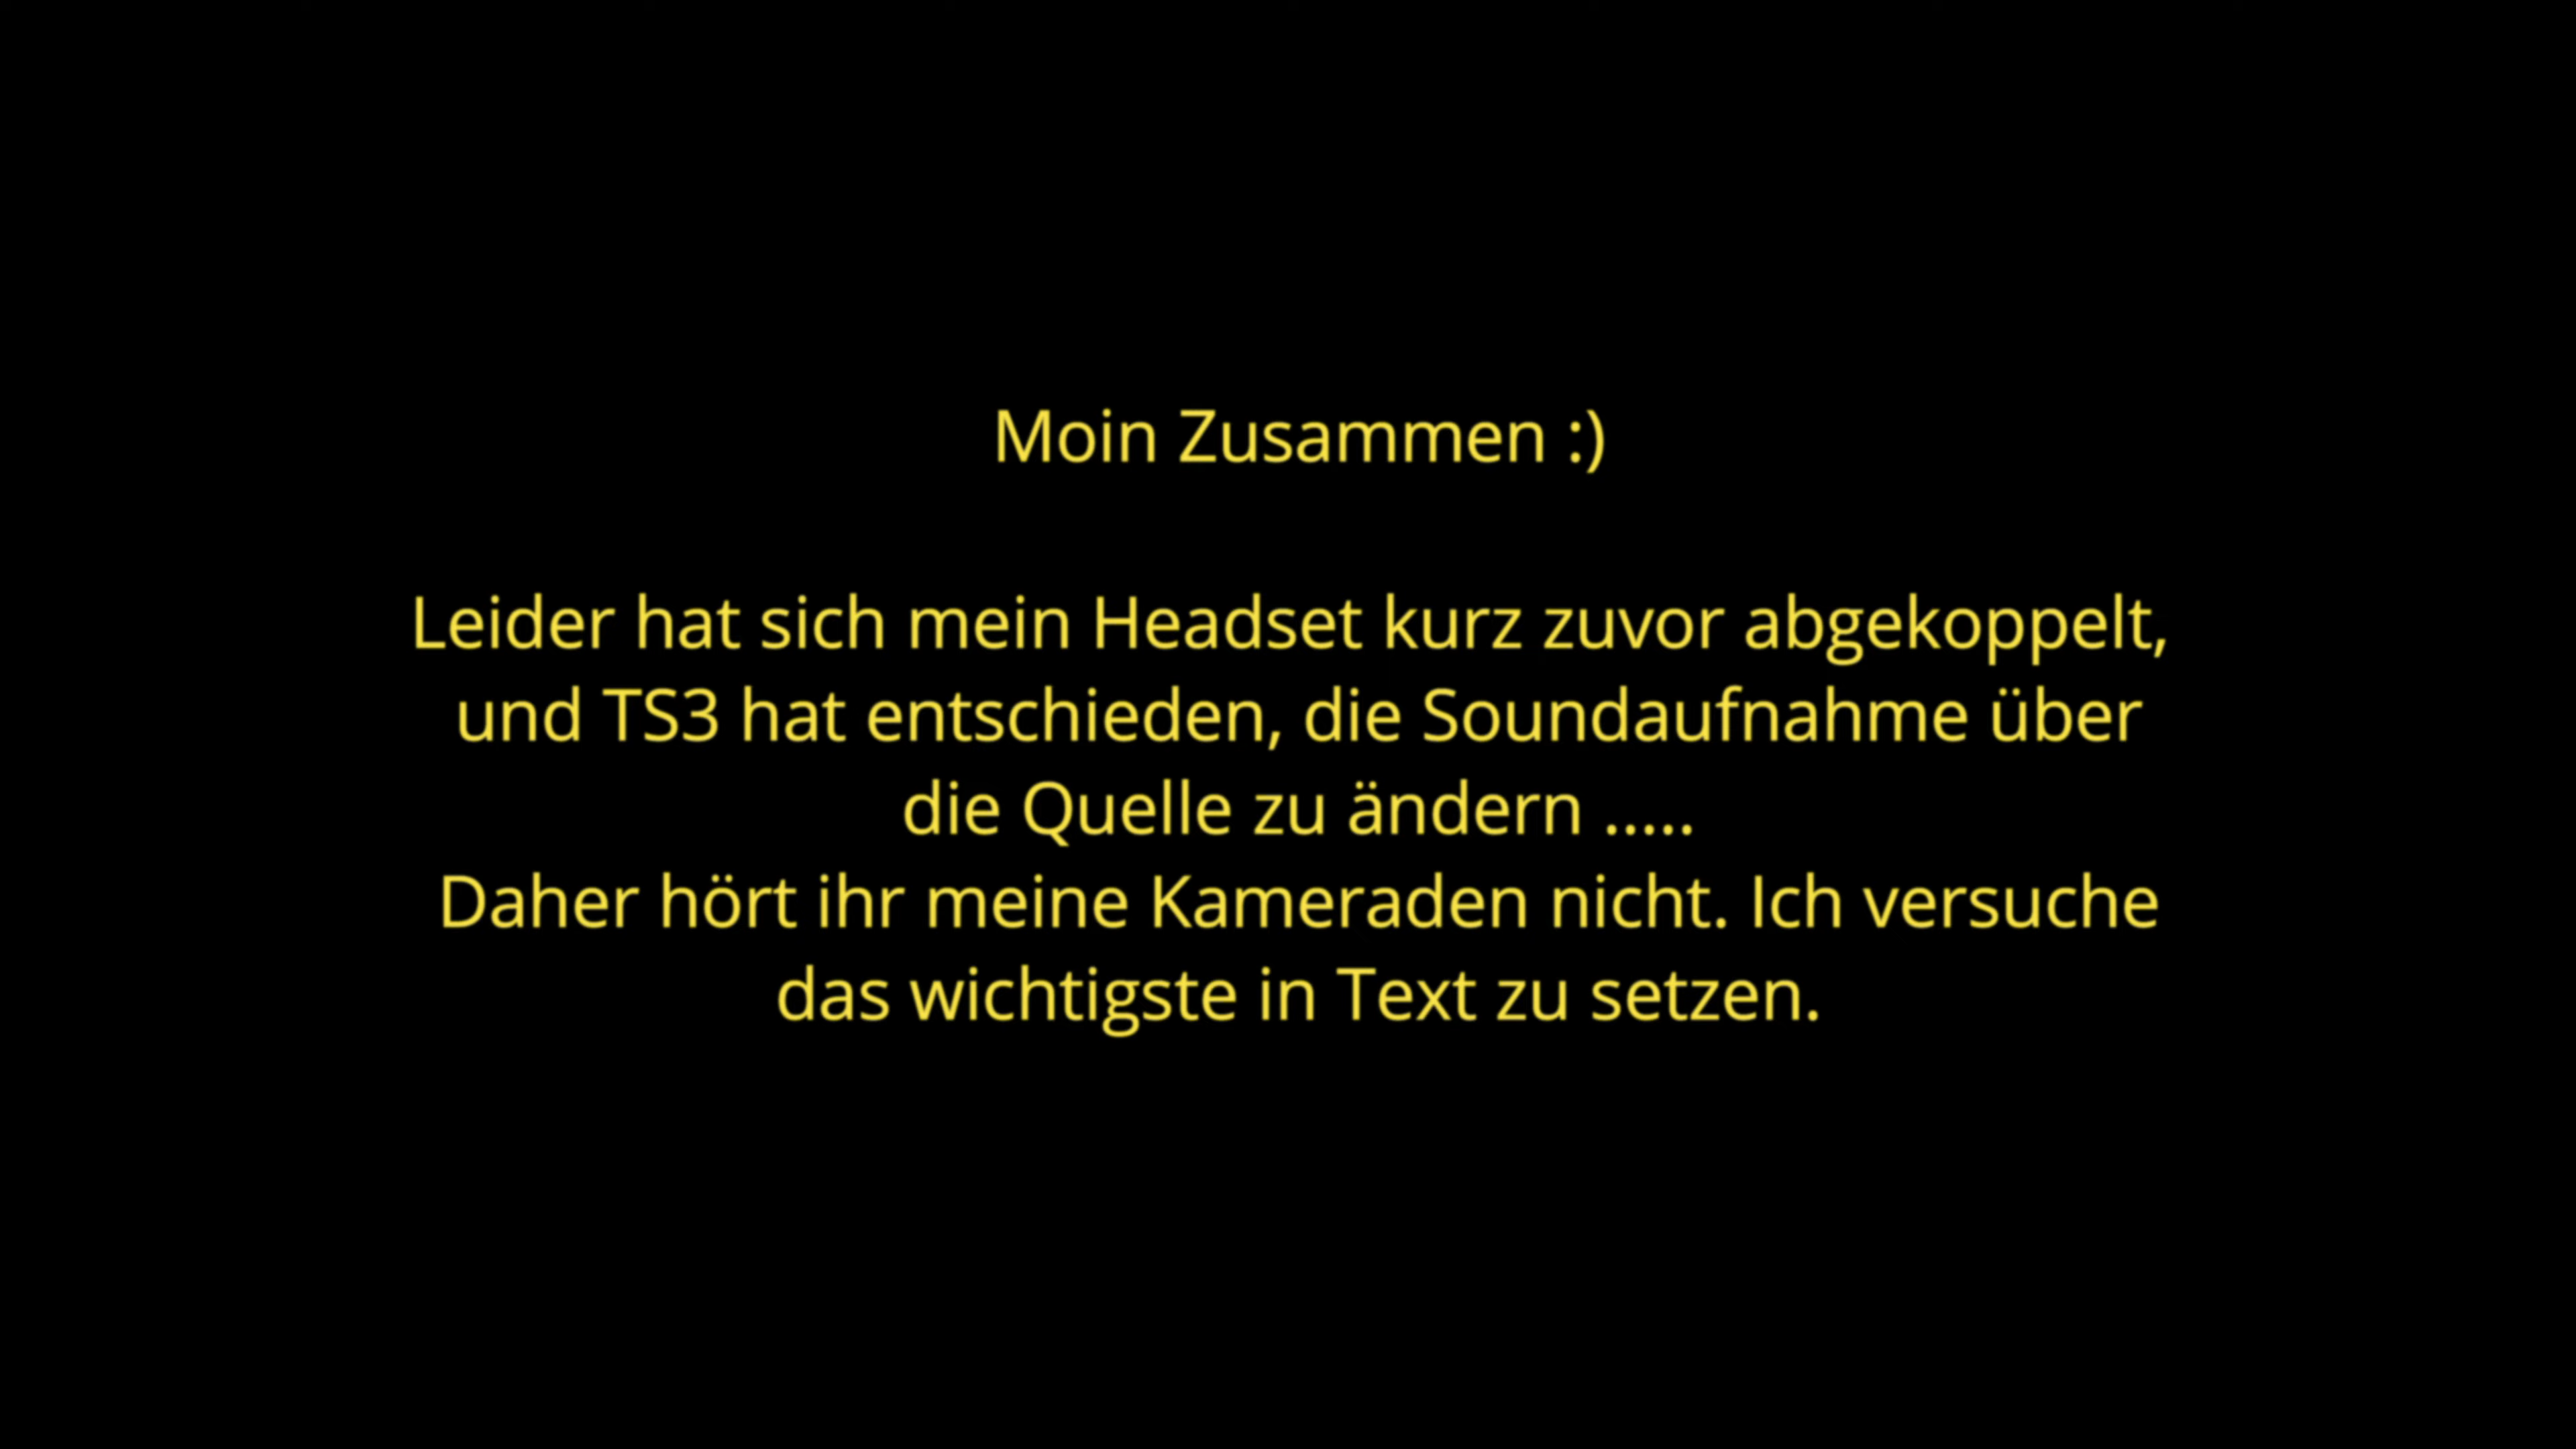 Moin Zusammen :)
Leider hat sich mein Headset kurz zuvor abgekoppelt,
und TS3 hat entschieden, die Soundaufnahme über
die Quelle zu ändern .....
Daher hört ihr meine Kameraden nicht. Ich versuche
das wichtigste in Text zu setzen.